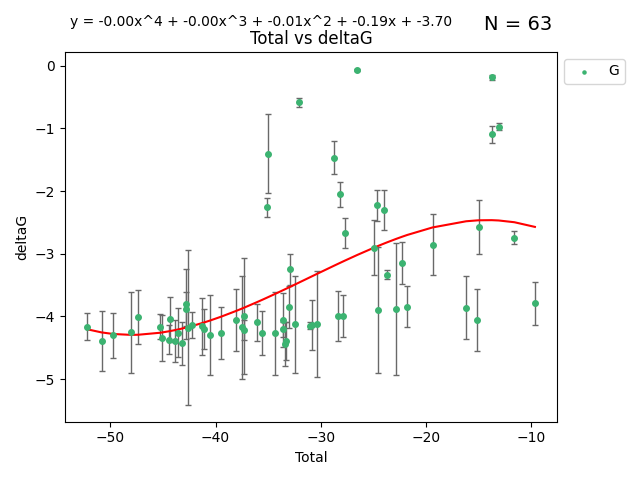 y = -0.00x^4 + -0.00x^3 + -0.01x^2 + -0.19x + -3.70
N = 63
Total vs deltaG
G
deltaG
0
−1
−2
−3
−4
−5
−50
−40
−30
−20
−10
Total